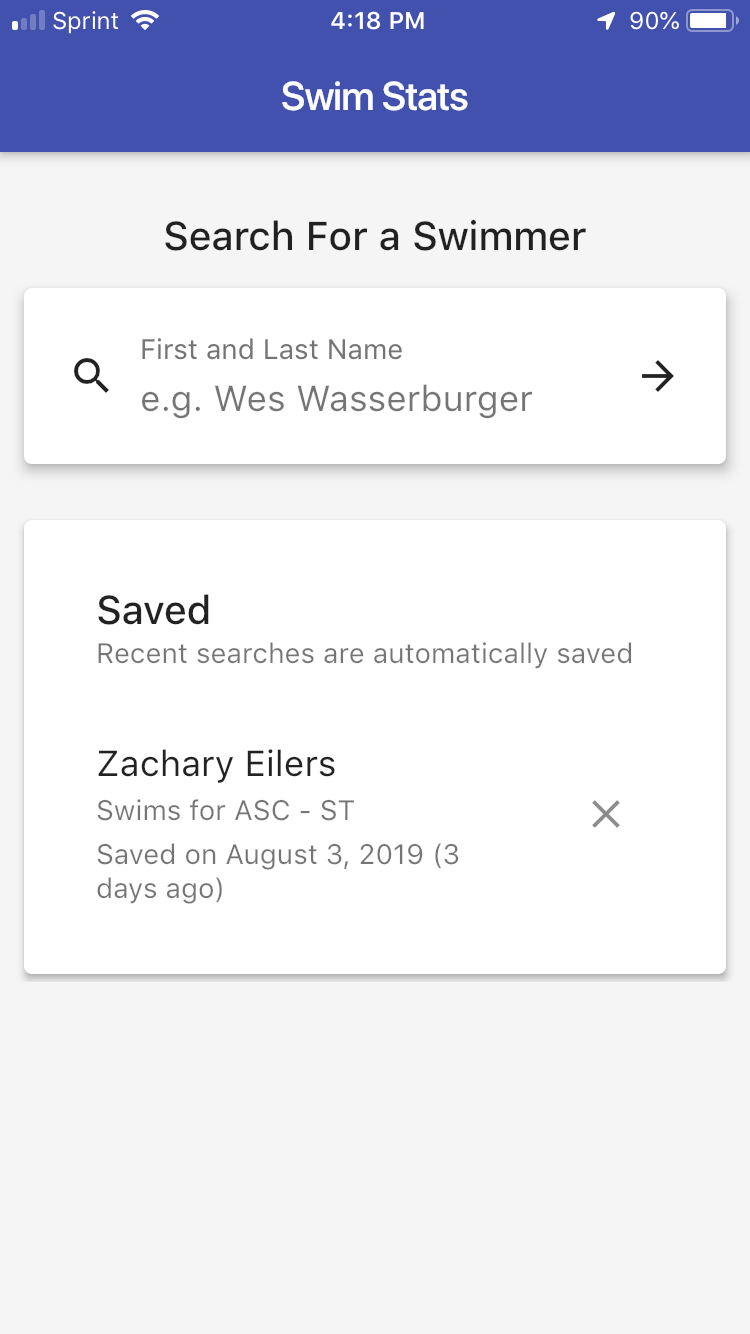 Sprint 4:18 PM 90%
Swim Stats
Search For a Swimmer
First and Last Name
e.g. Wes Wasserburger
Saved
Recent searches are automatically saved
Zachary Eilers
Swims for ASC - ST
Saved on August 3, 2019 (3
days ago)